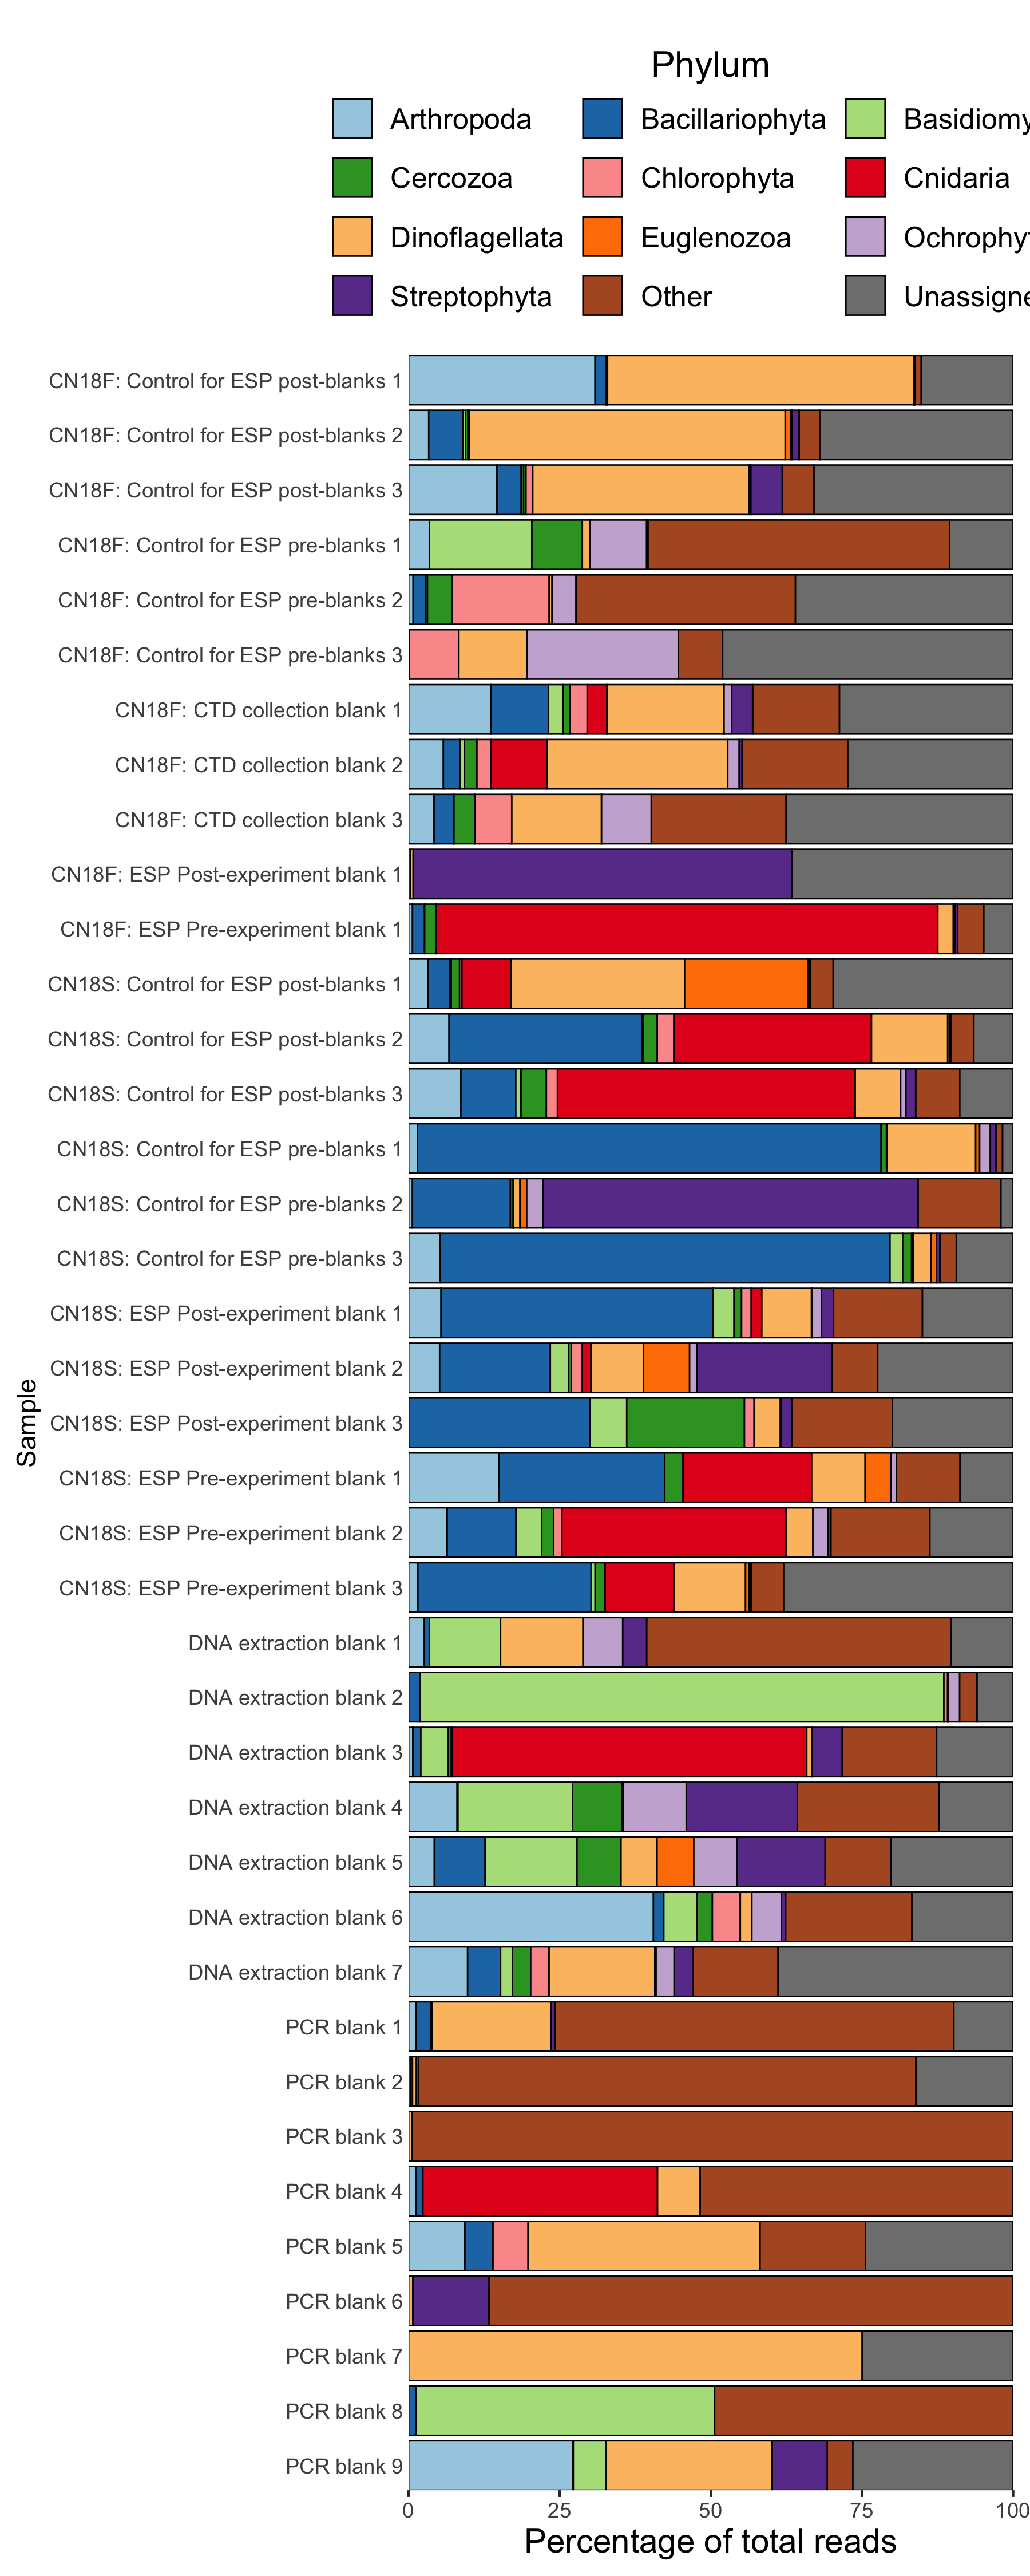 Phylum
Arthropoda Bacillariophyta Basidiomy
Cercozoa Chlorophyta Cnidaria
Dinoflagellata Euglenozoa Ochrophyt
Streptophyta Other Unassigne
CN18F: Control for ESP post-blanks 1
CN18F: Control for ESP post-blanks 2
CN18F: Control for ESP post-blanks 3
CN18F: Control for ESP pre-blanks 1
CN18F: Control for ESP pre-blanks 2
CN18F: Control for ESP pre-blanks 3
CN18F: CTD collection blank 1
CN18F: CTD collection blank 2
CN18F: CTD collection blank 3
CN18F: ESP Post-experiment blank 1
CN18F: ESP Pre-experiment blank 1
CN18S: Control for ESP post-blanks 1
CN18S: Control for ESP post-blanks 2
CN18S: Control for ESP post-blanks 3
CN18S: Control for ESP pre-blanks 1
CN18S: Control for ESP pre-blanks 2
CN18S: Control for ESP pre-blanks 3
CN18S: ESP Post-experiment blank 1
CN18S: ESP Post-experiment blank 2
Sample
CN18S: ESP Post-experiment blank 3
CN18S: ESP Pre-experiment blank 1
CN18S: ESP Pre-experiment blank 2
CN18S: ESP Pre-experiment blank 3
DNA extraction blank 1
DNA extraction blank 2
DNA extraction blank 3
DNA extraction blank 4
DNA extraction blank 5
DNA extraction blank 6
DNA extraction blank 7
PCR blank 1
PCR blank 2
PCR blank 3
PCR blank 4
PCR blank 5
PCR blank 6
PCR blank 7
PCR blank 8
PCR blank 9
0 25 50 75 100
Percentage of total reads